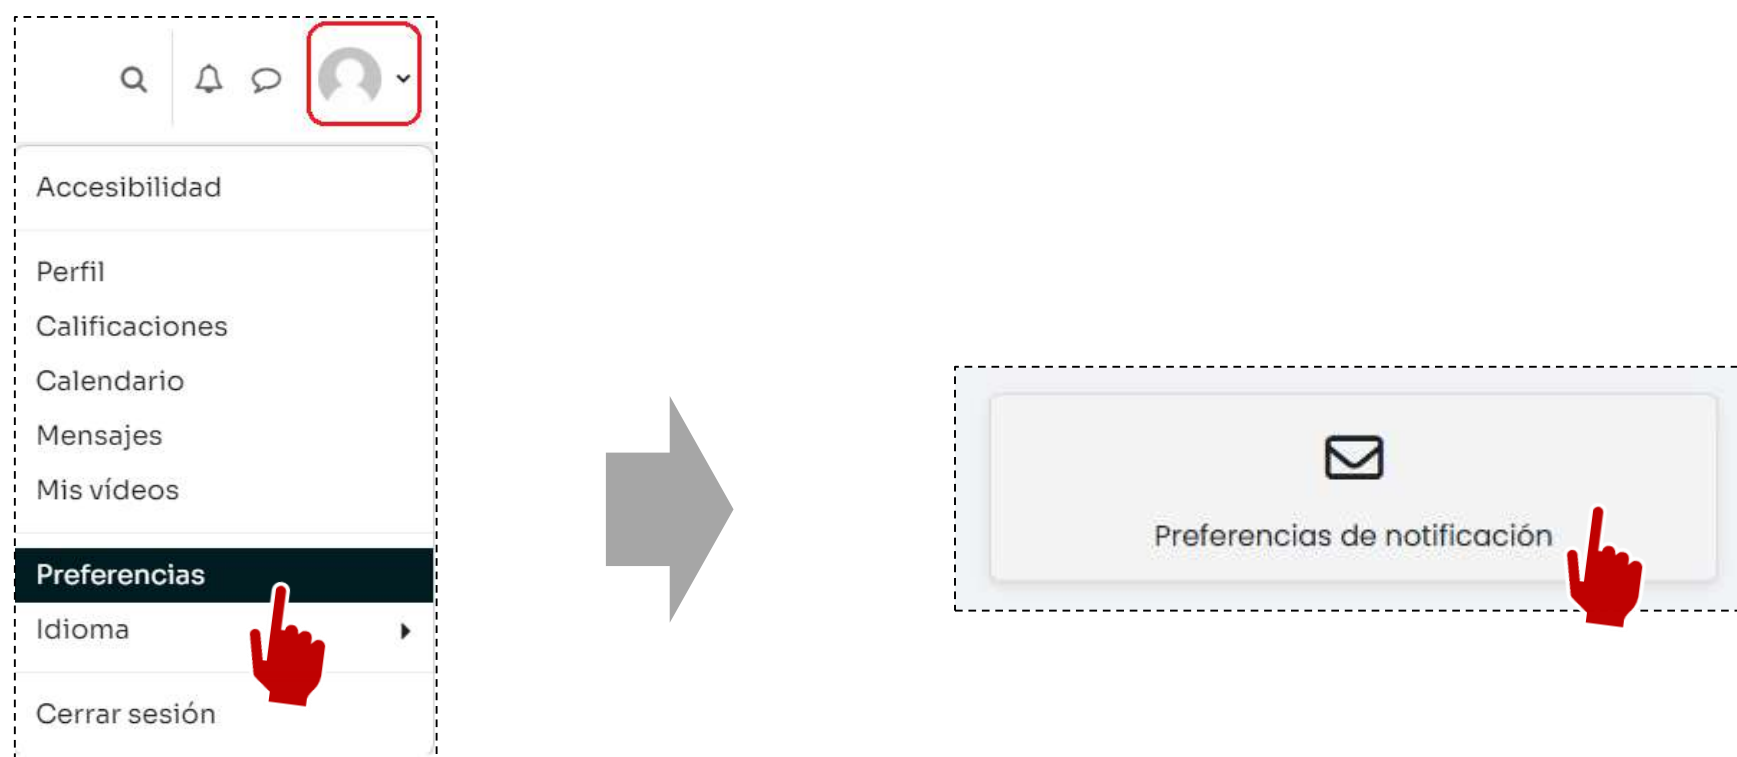 Accesibilidad
Perfil
Calificaciones
Calendario
Mensajes
Mis vídeos
Preferencias
Idioma
Cerrar sesión
Preferencias de notificación